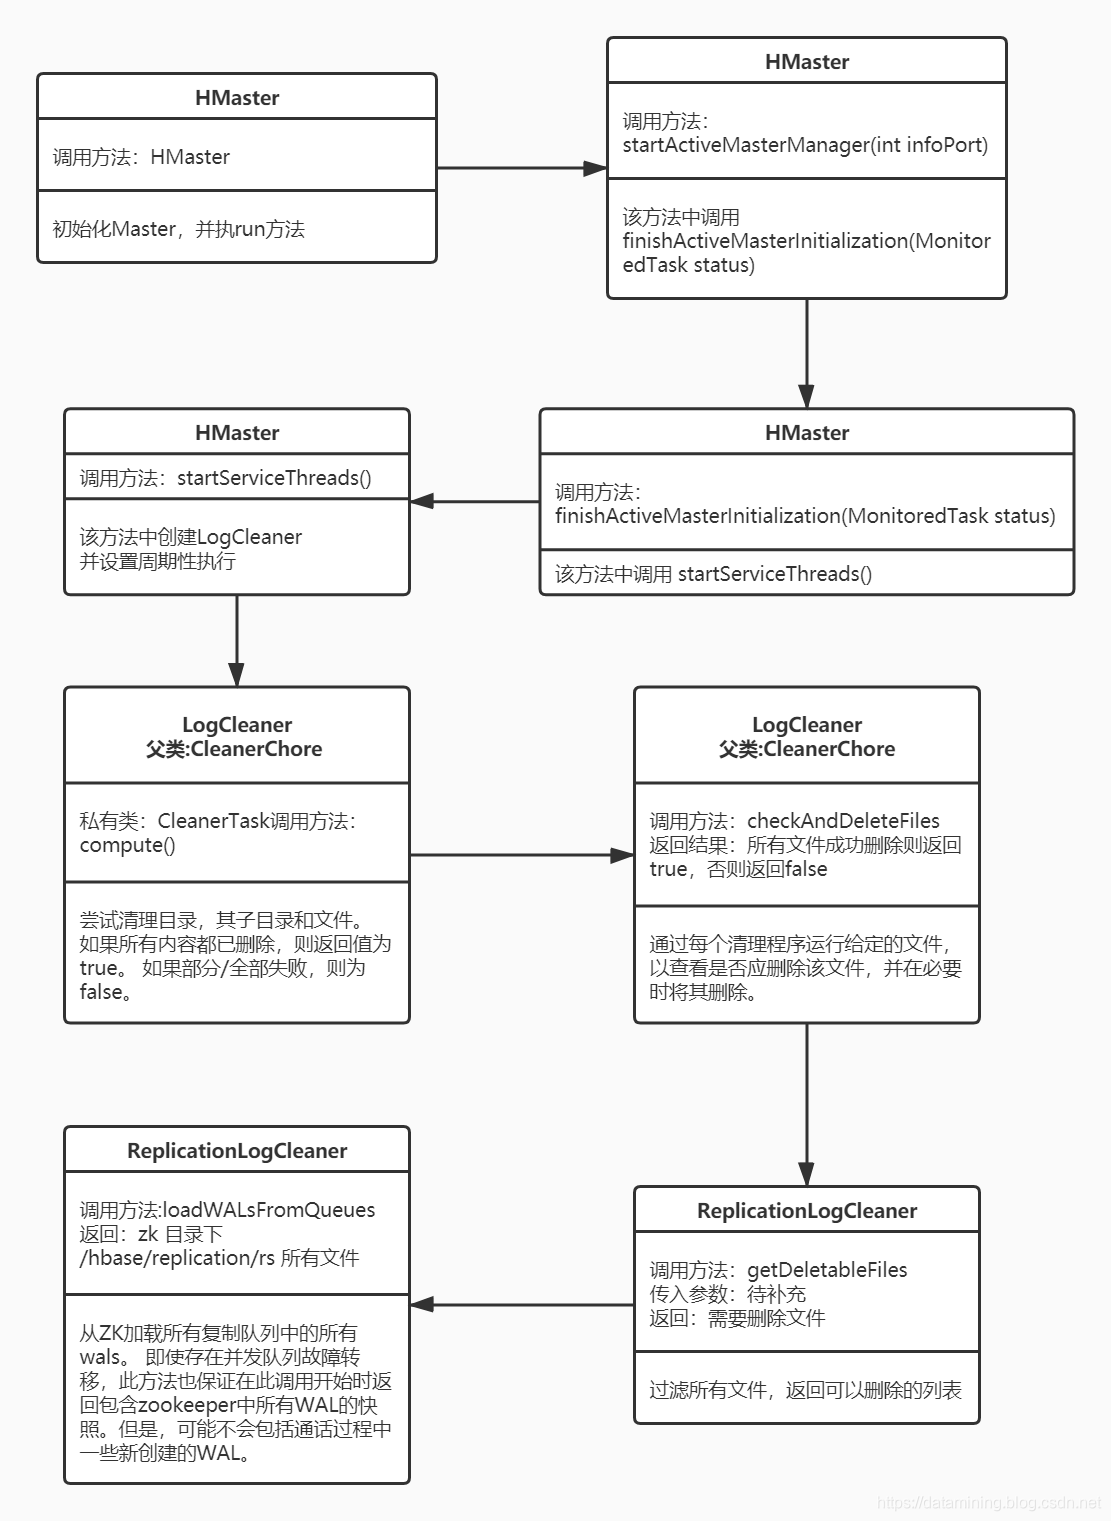 HMaster
调用方法：HMaster
初始化Master，并执run方法
HMaster
调用方法：
startActiveMasterManager(int infoPort)
该方法中调用
finishActiveMasterInitialization(Monitor
edTask status)
HMaster
调用方法：startServiceThreads()
该方法中创建LogCleaner
并设置周期性执行
HMaster
调用方法：
finishActiveMasterInitialization(MonitoredTask status)
该方法中调用 startServiceThreads()
LogCleaner
父类:CleanerChore
私有类：CleanerTask调用方法：
compute()
尝试清理目录，其子目录和文件。
如果所有内容都已删除，则返回值为
true。 如果部分/全部失败，则为
false。
LogCleaner
父类:CleanerChore
调用方法：checkAndDeleteFiles
返回结果：所有文件成功删除则返回
true，否则返回false
通过每个清理程序运行给定的文件，
以查看是否应删除该文件，并在必要
时将其删除。
ReplicationLogCleaner
调用方法:loadWALsFromQueues
返回：zk 目录下
/hbase/replication/rs 所有文件
从ZK加载所有复制队列中的所有
wals。 即使存在并发队列故障转
移，此方法也保证在此调用开始时返
回包含zookeeper中所有WAL的快
照。但是，可能不会包括通话过程中
一些新创建的WAL。
ReplicationLogCleaner
调用方法：getDeletableFiles
传入参数：待补充
返回：需要删除文件
过滤所有文件，返回可以删除的列表
https://datamining.blog.csdn.net